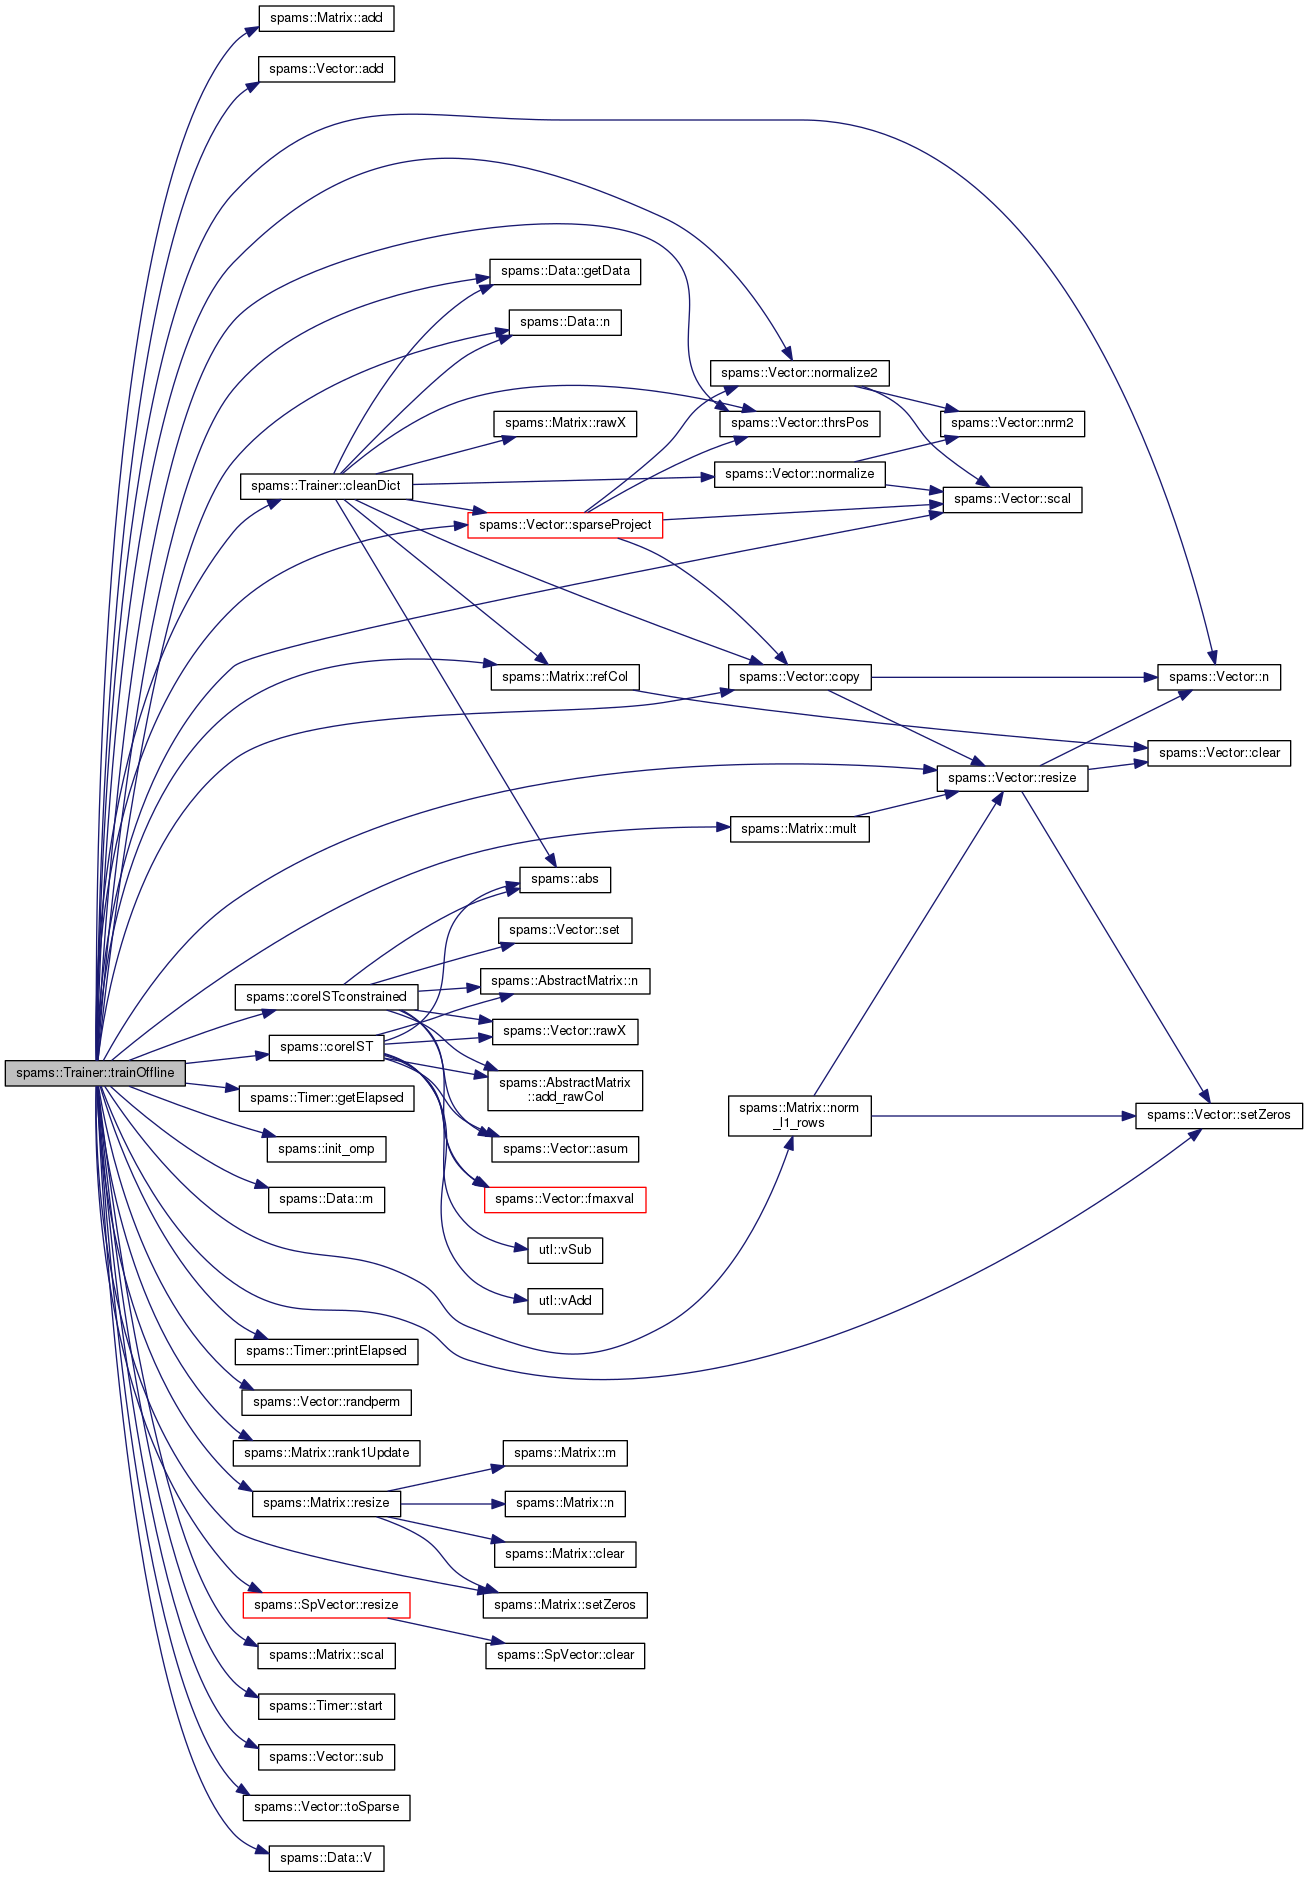 spams::Matrix::add
spams::Vector::add
spams::Data::getData
spams::Data::n
spams::Vector::normalize2
spams::Matrix::rawX
spams::Vector::thrsPos
spams::Vector::nrm2
spams::Trainer::cleanDict
spams::Vector::normalize
spams::Vector::scal
spams::Vector::sparseProject
spams::Matrix::refCol
spams::Vector::copy
spams::Vector::n
spams::Vector::clear
spams::Vector::resize
spams::Matrix::mult
spams::abs
spams::Vector::set
spams::AbstractMatrix::n
spams::coreISTconstrained
spams::Vector::rawX
spams::coreIST
spams::Trainer::trainOffline
spams::AbstractMatrix
::add_rawCol
spams::Timer::getElapsed
spams::Matrix::norm
_l1_rows
spams::Vector::setZeros
spams::init_omp
spams::Vector::asum
spams::Data::m
spams::Vector::fmaxval
utl::vSub
utl::vAdd
spams::Timer::printElapsed
spams::Vector::randperm
spams::Matrix::rank1Update
spams::Matrix::m
spams::Matrix::resize
spams::Matrix::n
spams::Matrix::clear
spams::SpVector::resize
spams::Matrix::setZeros
spams::Matrix::scal
spams::SpVector::clear
spams::Timer::start
spams::Vector::sub
spams::Vector::toSparse
spams::Data::V